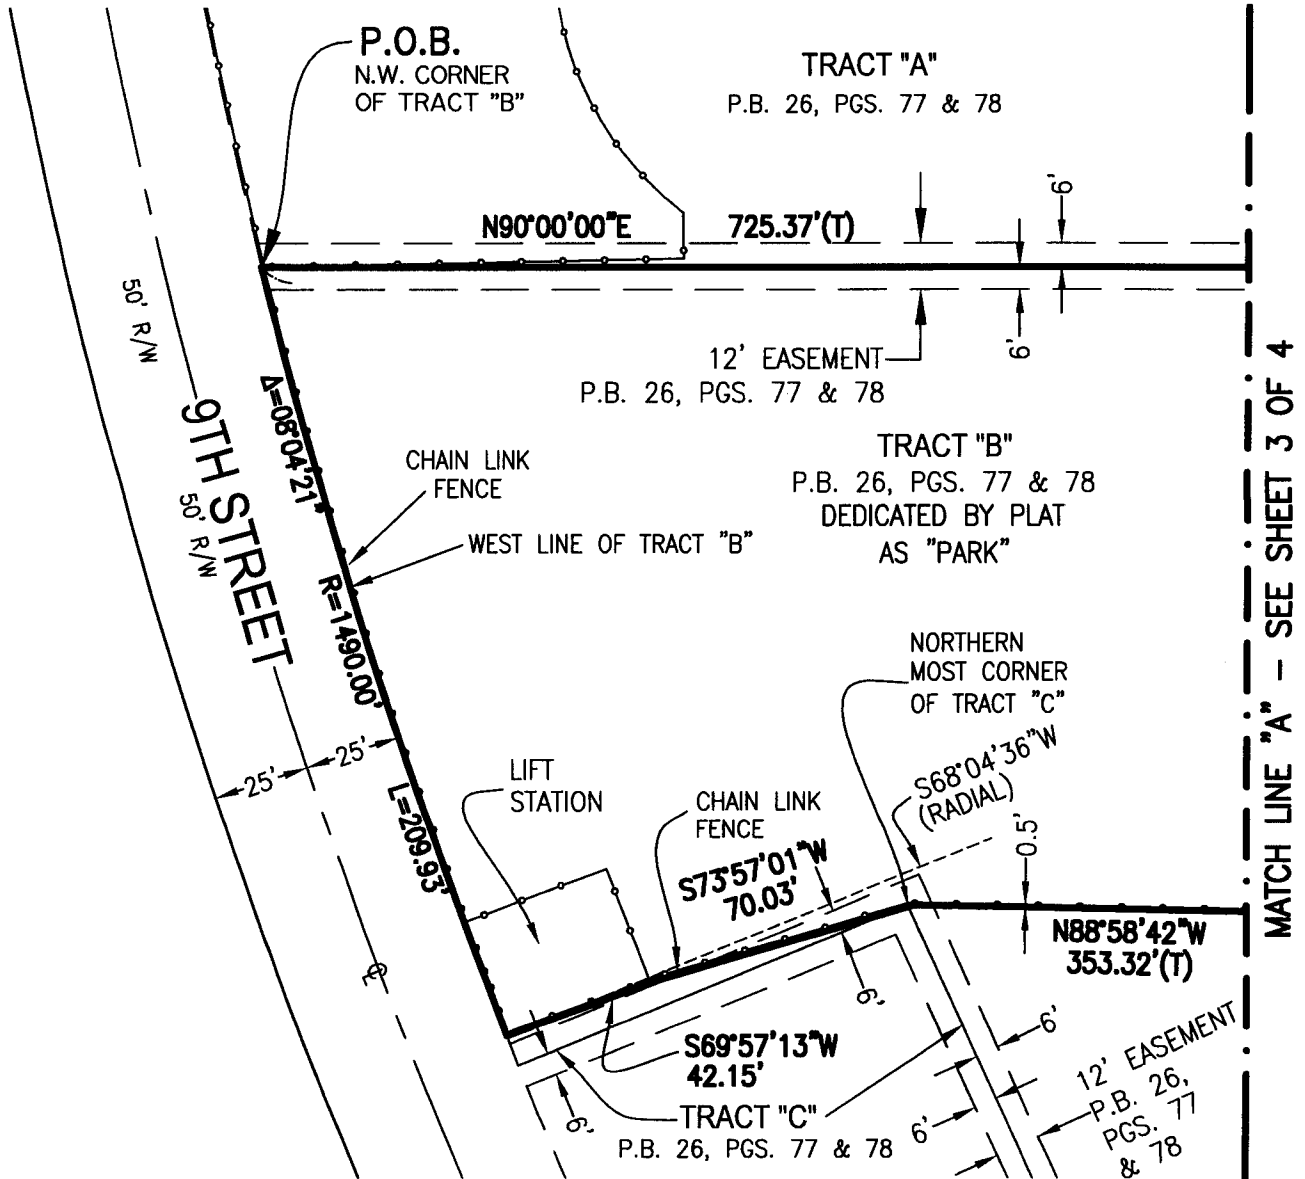 P.O.B.
N.W. CORNER
OF TRACT "B"
TRACT "A"
P.B. 26, PGS. 77 & 78
6'
N90°00'00"E 725.37'(T)
50' R/W
6'
12' EASEMENT
P.B. 26, PGS. 77 & 78
9TH STREET
50' R/W
Δ=08°04'21"
R=1490.00'
L=209.93'
CHAIN LINK
FENCE
WEST LINE OF TRACT "B"
TRACT "B"
P.B. 26, PGS. 77 & 78
DEDICATED BY PLAT
AS "PARK"
MATCH LINE "A" - SEE SHEET 3 OF 4
NORTHERN
MOST CORNER
OF TRACT "C"
25'
25'
LIFT
STATION
CHAIN LINK
FENCE
S68°04'36"W
(RADIAL)
0.5'
S73°57'01"W
70.03'
N88°58'42"W
353.32'(T)
℄
6'
S69°57'13"W
42.15'
6'
TRACT "C"
P.B. 26, PGS. 77 & 78
6'
6'
12' EASEMENT
P.B. 26,
PGS. 77
& 78